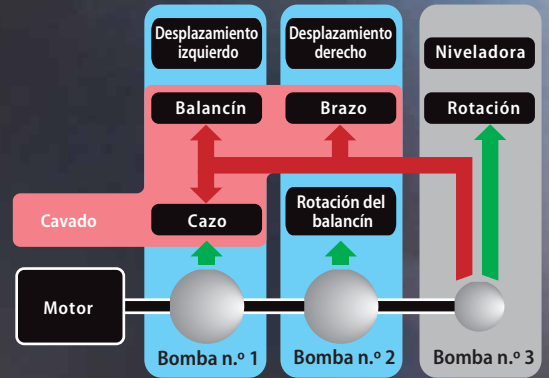 Desplazamiento
izquierdo
Desplazamiento
derecho
Niveladora
Balancín
Brazo
Rotación
Cavado
Cazo
Rotación del
balancín
Motor
Bomba n.º 1
Bomba n.º 2
Bomba n.º 3